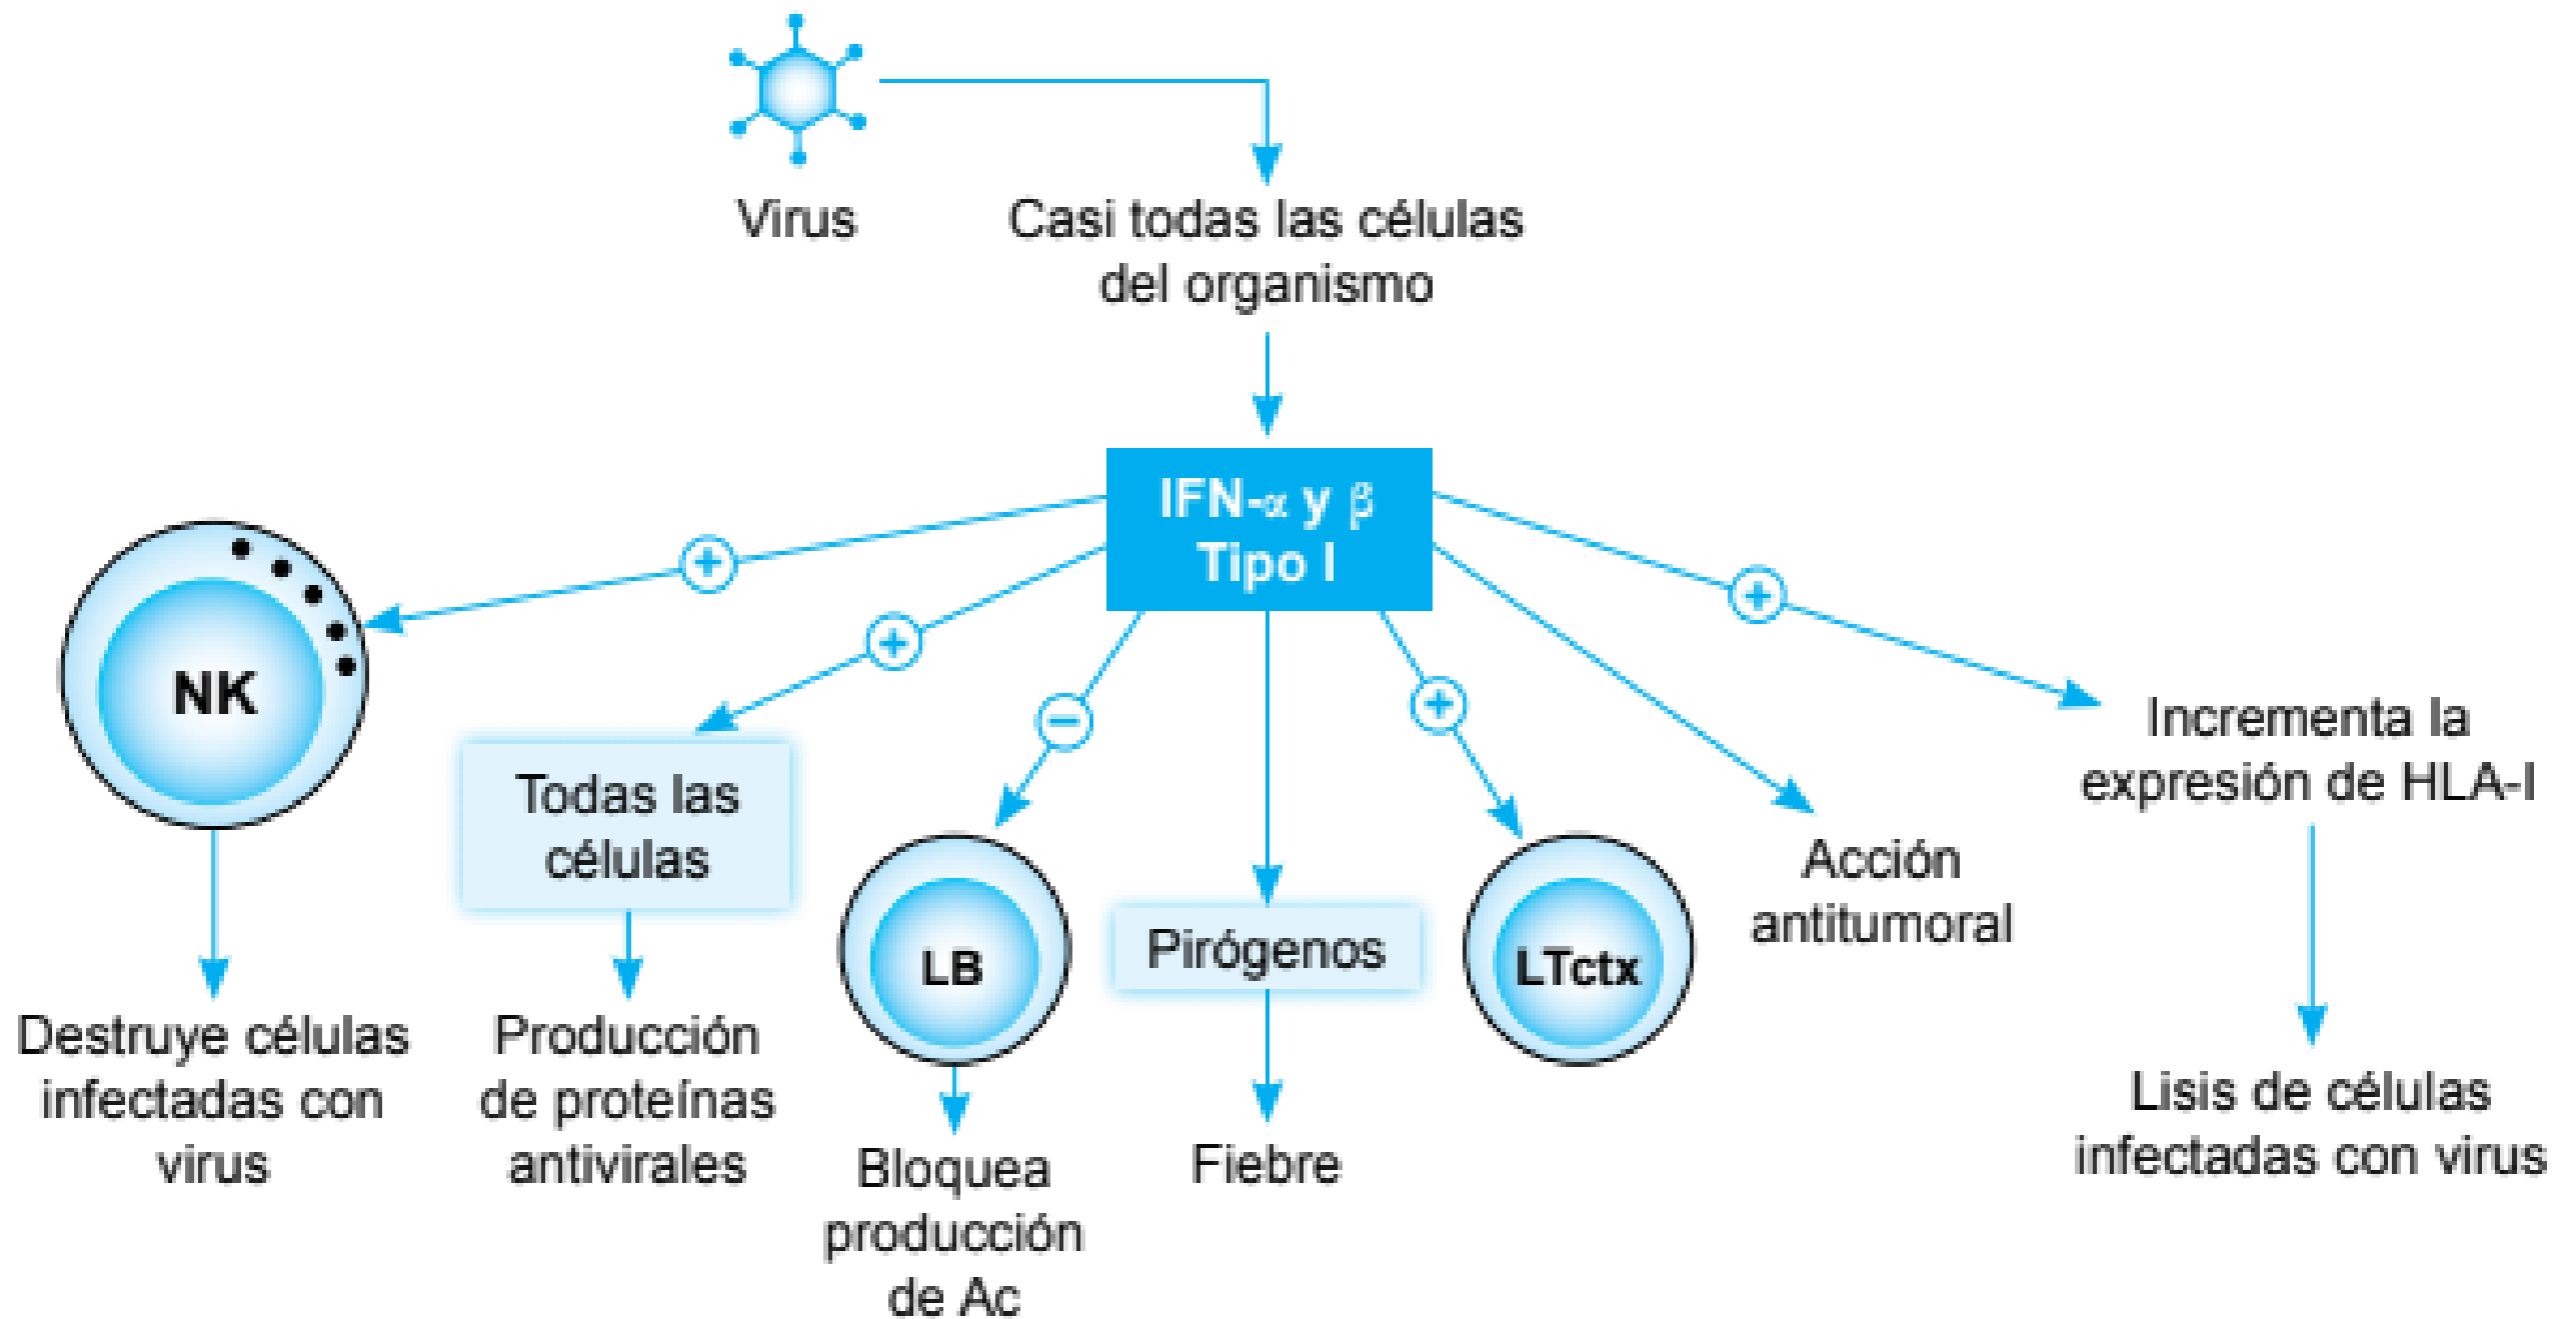 Virus
Casi todas las células
del organismo
IFN-α y β
Tipo I
+
+
−
+
+
NK
Todas las
células
LB
Pirógenos
LTctx
Acción
antitumoral
Incrementa la
expresión de HLA-I
Destruye células
infectadas con
virus
Producción
de proteínas
antivirales
Bloquea
producción
de Ac
Fiebre
Lisis de células
infectadas con virus